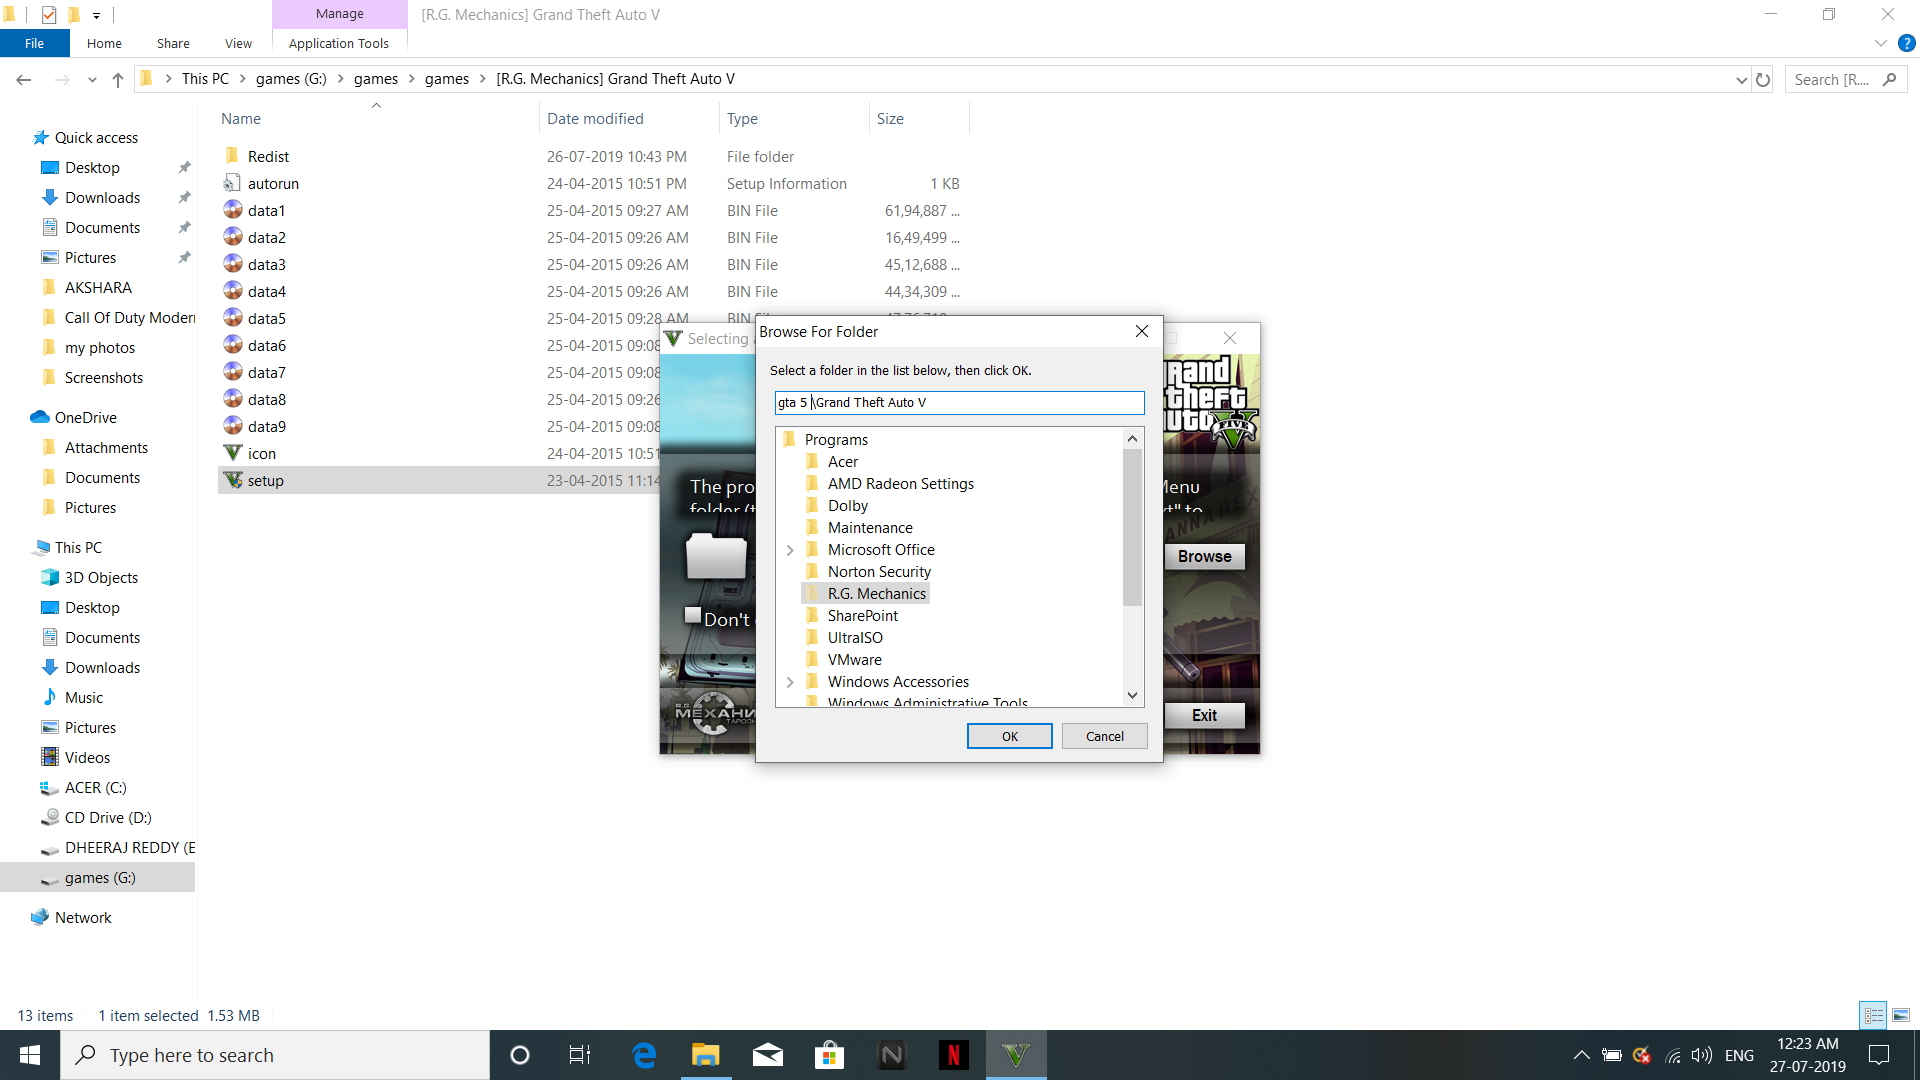 Manage
[R.G. Mechanics] Grand Theft Auto V
File Home Share View Application Tools
This PC games (G:) games games [R.G. Mechanics] Grand Theft Auto V
Search [R....
Name Date modified Type Size
Redist 26-07-2019 10:43 PM File folder
autorun 24-04-2015 10:51 PM Setup Information 1 KB
data1 25-04-2015 09:27 AM BIN File 61,94,887 ...
data2 25-04-2015 09:26 AM BIN File 16,49,499 ...
data3 25-04-2015 09:26 AM BIN File 45,12,688 ...
data4 25-04-2015 09:26 AM BIN File 44,34,309 ...
data5 25-04-2015 09:28 AM
data6 25-04-2015 09:08
data7 25-04-2015 09:08
data8 25-04-2015 09:26
data9 25-04-2015 09:08
icon 24-04-2015 10:51
setup 23-04-2015 11:14
Quick access
Desktop
Downloads
Documents
Pictures
AKSHARA
Call Of Duty Moder
my photos
Screenshots
OneDrive
Attachments
Documents
Pictures
This PC
3D Objects
Desktop
Documents
Downloads
Music
Pictures
Videos
ACER (C:)
CD Drive (D:)
DHEERAJ REDDY (E
games (G:)
Network
Selecting
The pro
folder (t
Menu
xt" to
Don't
Browse
Exit
Grand
theft
auto
V
FIVE
R.G.
МЕХАНИ
Browse For Folder
Select a folder in the list below, then click OK.
gta 5 \Grand Theft Auto V
Programs
Acer
AMD Radeon Settings
Dolby
Maintenance
Microsoft Office
Norton Security
R.G. Mechanics
SharePoint
UltraISO
VMware
Windows Accessories
Windows Administrative Tools
OK Cancel
13 items 1 item selected 1.53 MB
Type here to search
ENG
12:23 AM
27-07-2019